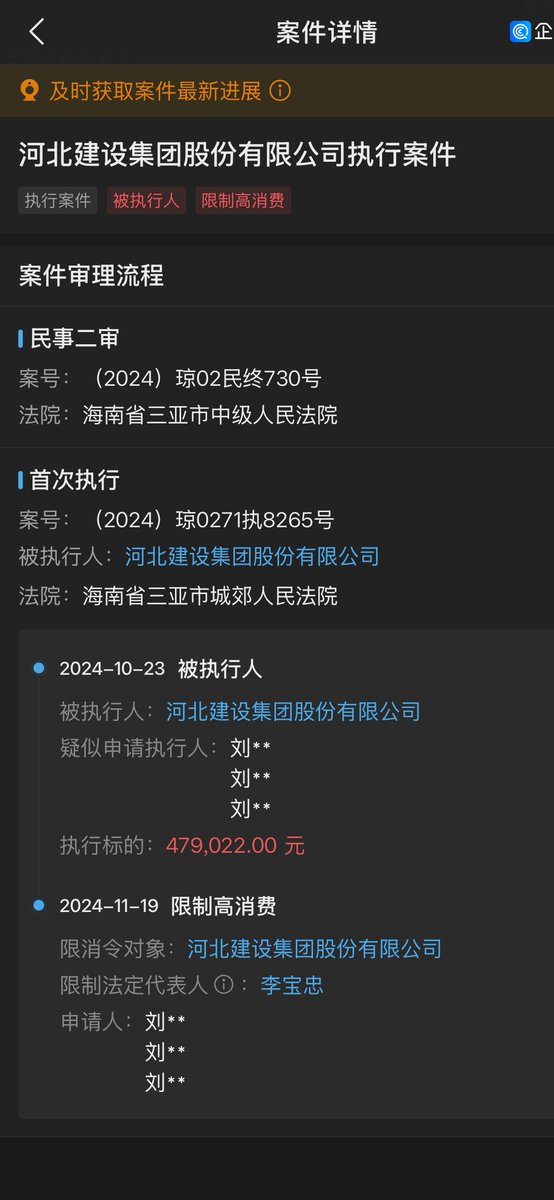 案件详情
企
及时获取案件最新进展
河北建设集团股份有限公司执行案件
执行案件 被执行人 限制高消费
案件审理流程
民事二审
案号：（2024）琼02民终730号
法院：海南省三亚市中级人民法院
首次执行
案号：（2024）琼0271执8265号
被执行人：河北建设集团股份有限公司
法院：海南省三亚市城郊人民法院
2024-10-23 被执行人
被执行人：河北建设集团股份有限公司
疑似申请执行人：刘**
刘**
刘**
执行标的：479,022.00 元
2024-11-19 限制高消费
限消令对象：河北建设集团股份有限公司
限制法定代表人：李宝忠
申请人：刘**
刘**
刘**